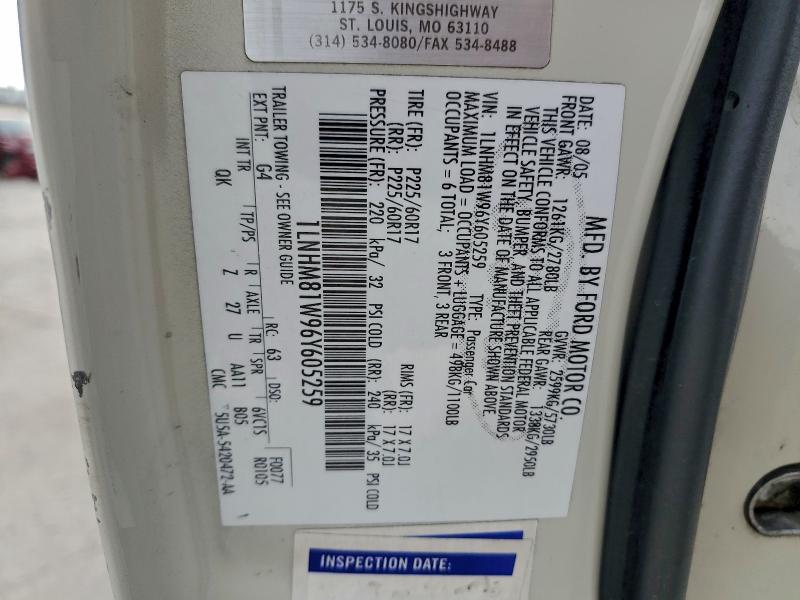 1175 S. KINGSHIGHWAY
ST. LOUIS, MO 63110
(314) 534-8080/FAX 534-8488
MFD. BY FORD MOTOR CO.
DATE: 08/05 GVWR: 2599KG/5730LB
FRONT GAWR: 1261KG/2780LB REAR GAWR: 1338KG/2950LB
THIS VEHICLE CONFORMS TO ALL APPLICABLE FEDERAL MOTOR
VEHICLE SAFETY, BUMPER, AND THEFT PREVENTION STANDARDS
IN EFFECT ON THE DATE OF MANUFACTURE SHOWN ABOVE.
VIN: 1LNHM81W96Y605259 TYPE: Passenger Car
MAXIMUM LOAD = OCCUPANTS + LUGGAGE = 498KG/1100LB
OCCUPANTS = 6 TOTAL; 3 FRONT, 3 REAR
TIRE (FR): P225/60R17 RIMS (FR): 17 X 7.0J
(RR): P225/60R17 (RR): 17 X 7.0J
PRESSURE (FR): 220 kPa/ 32 PSI COLD (RR): 240 kPa/ 35 PSI COLD
1LNHM81W96Y605259
TRAILER TOWING - SEE OWNER GUIDE
EXT PNT: G4 RC: 63 DSO: F0077
R0105
INT TR TP/PS R AXLE TR SPR 6VCTS
QK Z 27 U AA11 B05
CMC 5U5A-5420472-AA
INSPECTION DATE: